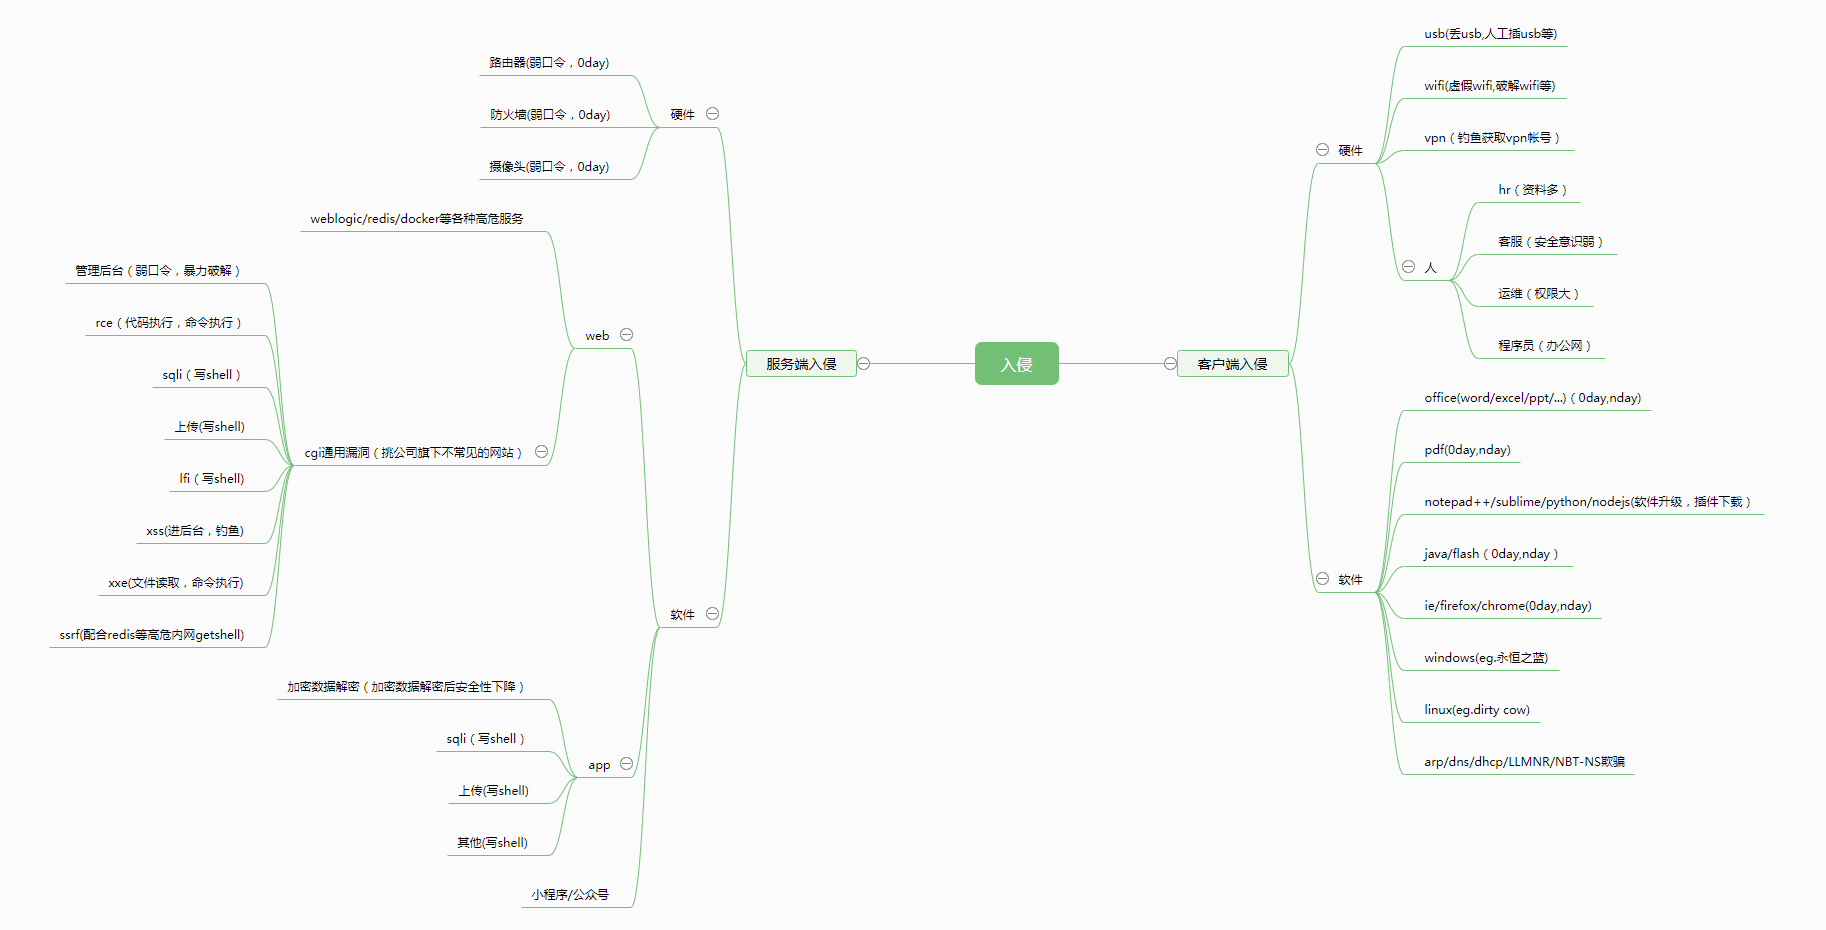 入侵
服务端入侵
硬件
路由器(弱口令，0day)
防火墙(弱口令，0day)
摄像头(弱口令，0day)
软件
web
weblogic/redis/docker等各种高危服务
cgi通用漏洞（挑公司旗下不常见的网站）
管理后台（弱口令，暴力破解）
rce（代码执行，命令执行）
sqli（写shell）
上传(写shell)
lfi（写shell)
xss(进后台，钓鱼)
xxe(文件读取，命令执行)
ssrf(配合redis等高危内网getshell)
app
加密数据解密（加密数据解密后安全性下降）
sqli（写shell）
上传(写shell)
其他(写shell)
小程序/公众号
客户端入侵
硬件
usb(丢usb,人工插usb等)
wifi(虚假wifi,破解wifi等)
vpn（钓鱼获取vpn帐号）
人
hr（资料多）
客服（安全意识弱）
运维（权限大）
程序员（办公网）
软件
office(word/excel/ppt/...)（0day,nday)
pdf(0day,nday)
notepad++/sublime/python/nodejs(软件升级，插件下载）
java/flash（0day,nday）
ie/firefox/chrome(0day,nday)
windows(eg.永恒之蓝)
linux(eg.dirty cow)
arp/dns/dhcp/LLMNR/NBT-NS欺骗